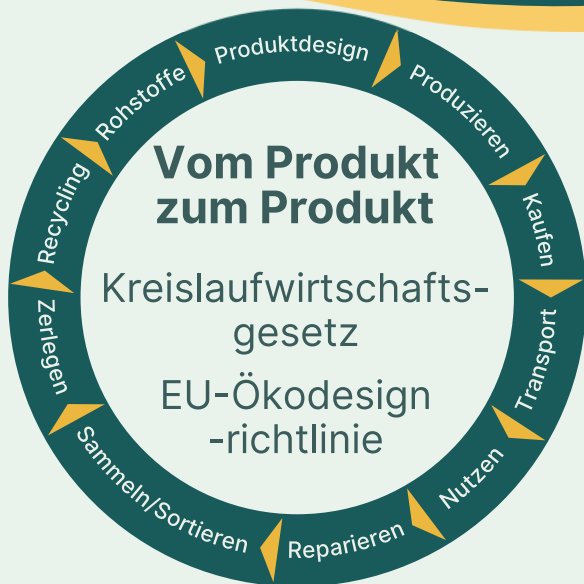 Produktdesign
Produzieren
Kaufen
Transport
Nutzen
Reparieren
Sammeln/Sortieren
Zerlegen
Recycling
Rohstoffe
Vom Produkt
zum Produkt
Kreislaufwirtschafts-
gesetz
EU-Ökodesign
-richtlinie